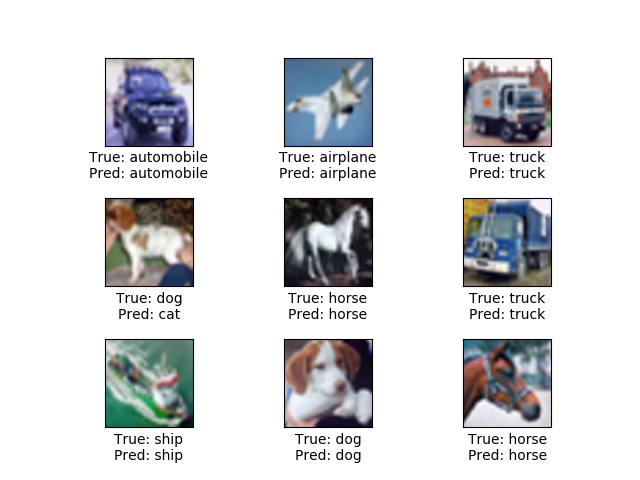 True: automobile
Pred: automobile
True: airplane
Pred: airplane
True: truck
Pred: truck
True: dog
Pred: cat
True: horse
Pred: horse
True: truck
Pred: truck
True: ship
Pred: ship
True: dog
Pred: dog
True: horse
Pred: horse